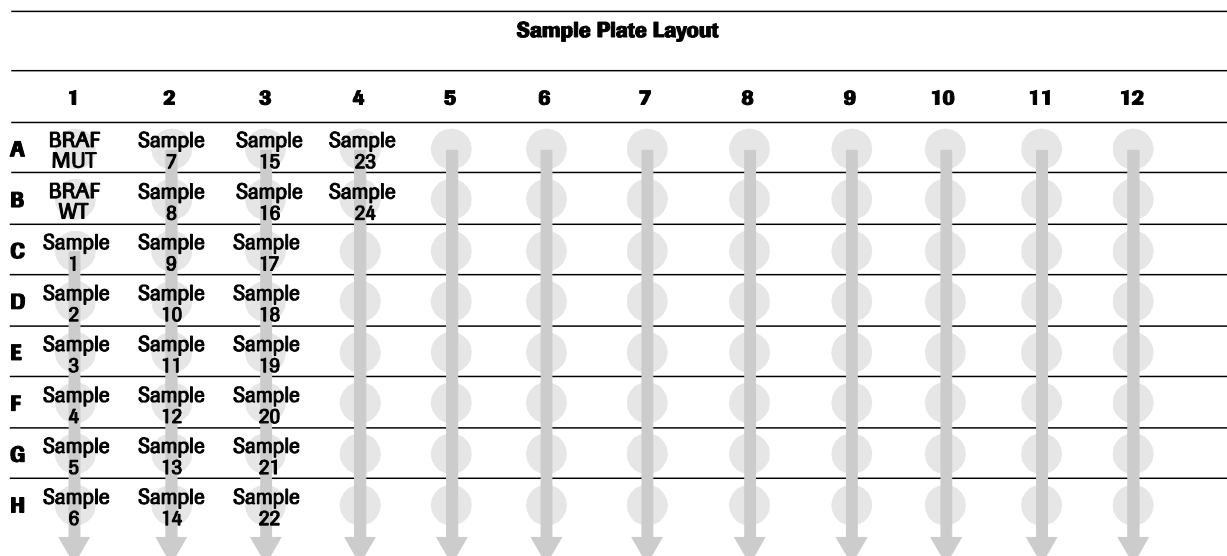 Sample Plate Layout
1 2 3 4 5 6 7 8 9 10 11 12
A BRAF MUT Sample 7 Sample 15 Sample 23
B BRAF WT Sample 8 Sample 16 Sample 24
C Sample 1 Sample 9 Sample 17
D Sample 2 Sample 10 Sample 18
E Sample 3 Sample 11 Sample 19
F Sample 4 Sample 12 Sample 20
G Sample 5 Sample 13 Sample 21
H Sample 6 Sample 14 Sample 22